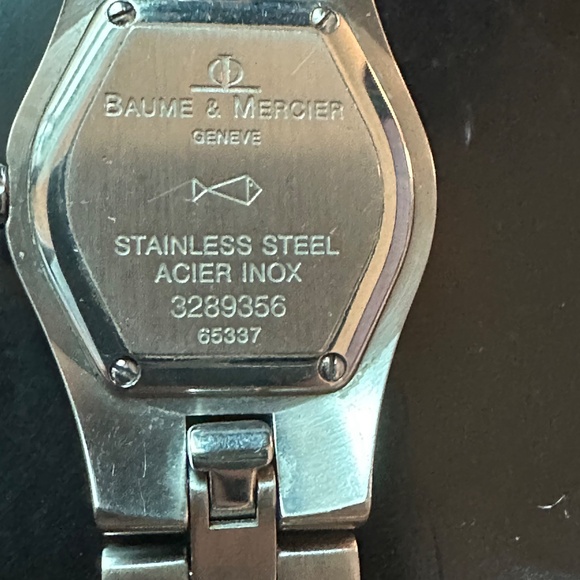 BAUME & MERCIER
GENEVE
STAINLESS STEEL
ACIER INOX
3289356
65337